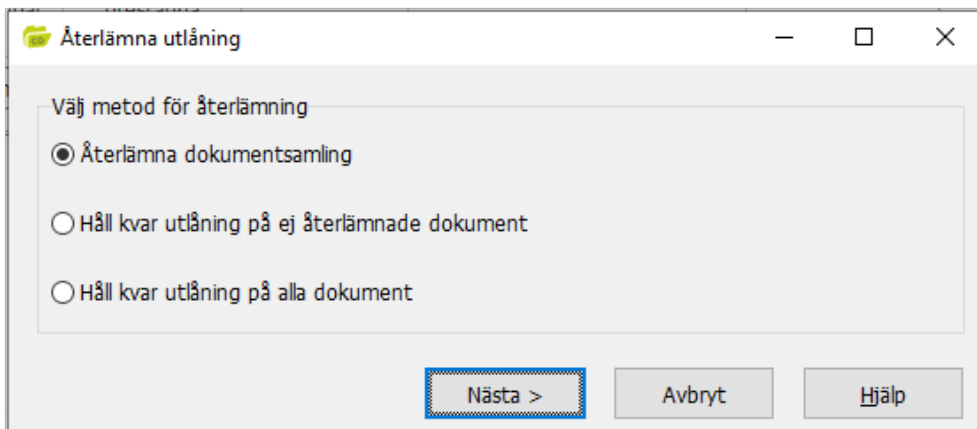 Återlämna utlåning
Välj metod för återlämning
Återlämna dokumentsamling
Håll kvar utlåning på ej återlämnade dokument
Håll kvar utlåning på alla dokument
Nästa > Avbryt Hjälp